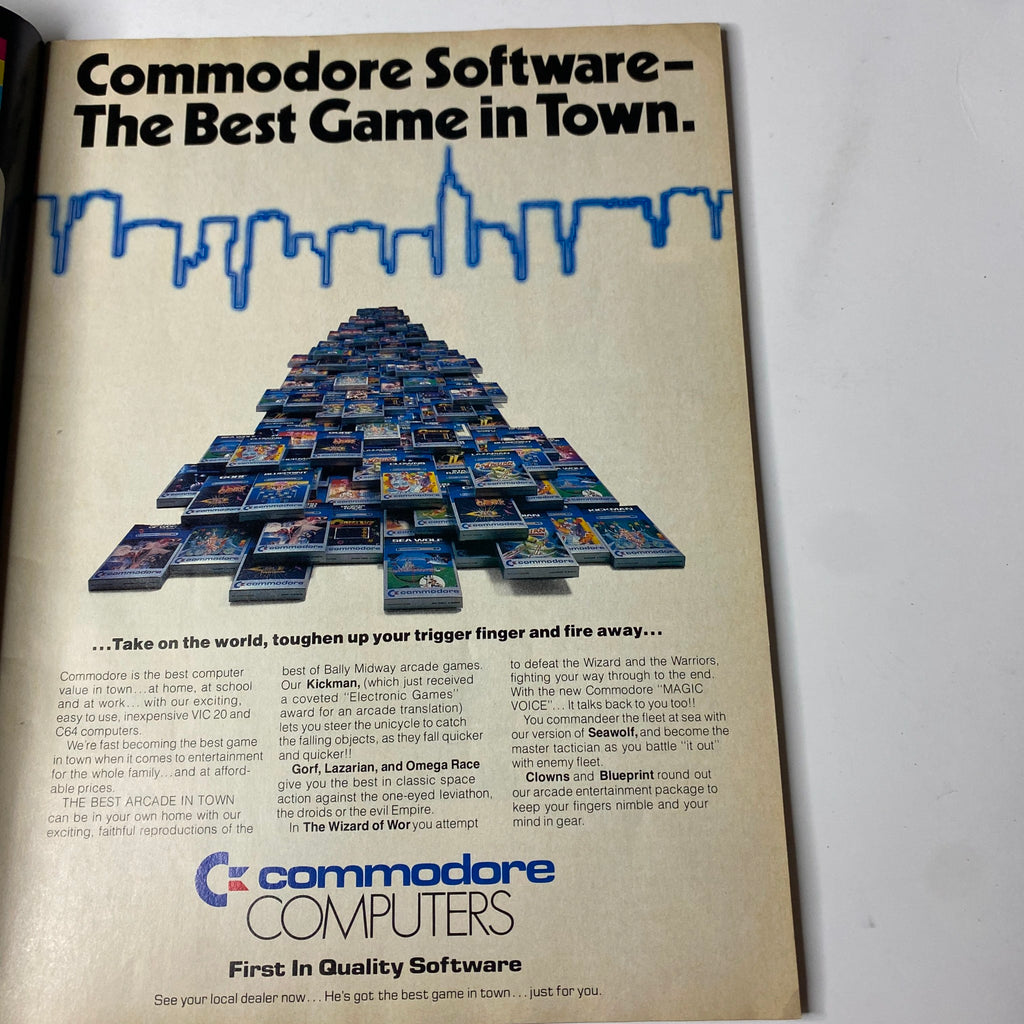 Commodore Software–
The Best Game in Town.
SEA WOLF
KICKMAN
commodore
commodore
commodore
commodore
commodore
commodore
...Take on the world, toughen up your trigger finger and fire away...
Commodore is the best computer
value in town...at home, at school
and at work... with our exciting,
easy to use, inexpensive VIC 20 and
C64 computers.
We're fast becoming the best game
in town when it comes to entertainment
for the whole family...and at afford-
able prices.
THE BEST ARCADE IN TOWN
can be in your own home with our
exciting, faithful reproductions of the
best of Bally Midway arcade games.
Our Kickman, (which just received
a coveted "Electronic Games"
award for an arcade translation)
lets you steer the unicycle to catch
the falling objects, as they fall quicker
and quicker!!
Gorf, Lazarian, and Omega Race
give you the best in classic space
action against the one-eyed leviathon,
the droids or the evil Empire.
In The Wizard of Wor you attempt
to defeat the Wizard and the Warriors,
fighting your way through to the end.
With the new Commodore "MAGIC
VOICE"... It talks back to you too!!
You commandeer the fleet at sea with
our version of Seawolf, and become the
master tactician as you battle "it out"
with enemy fleet.
Clowns and Blueprint round out
our arcade entertainment package to
keep your fingers nimble and your
mind in gear.
commodore
COMPUTERS
First In Quality Software
See your local dealer now... He's got the best game in town...just for you.